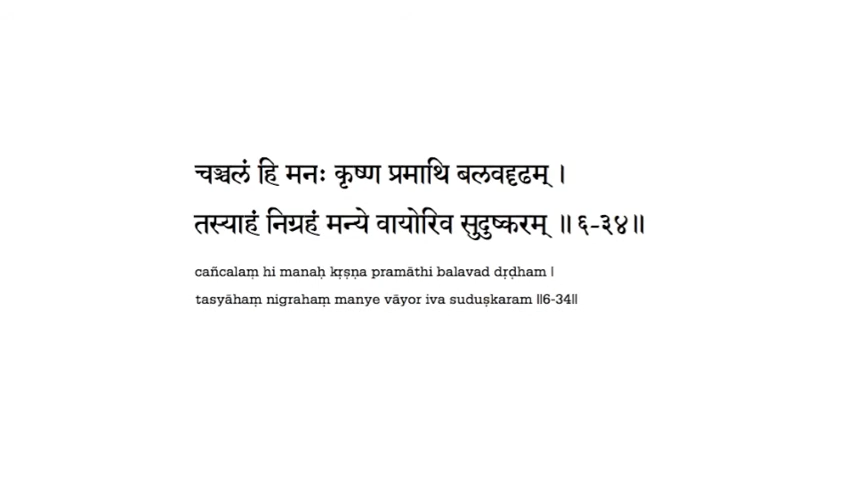 चञ्चलं हि मनः कृष्ण प्रमाथि बलवद्दृढम् ।
तस्याहं निग्रहं मन्ये वायोरिव सुदुष्करम् ॥ ६-३४॥
cañcalaṃ hi manaḥ kṛṣṇa pramāthi balavad dṛḍham |
tasyāhaṃ nigrahaṃ manye vāyor iva suduṣkaram ||6-34||